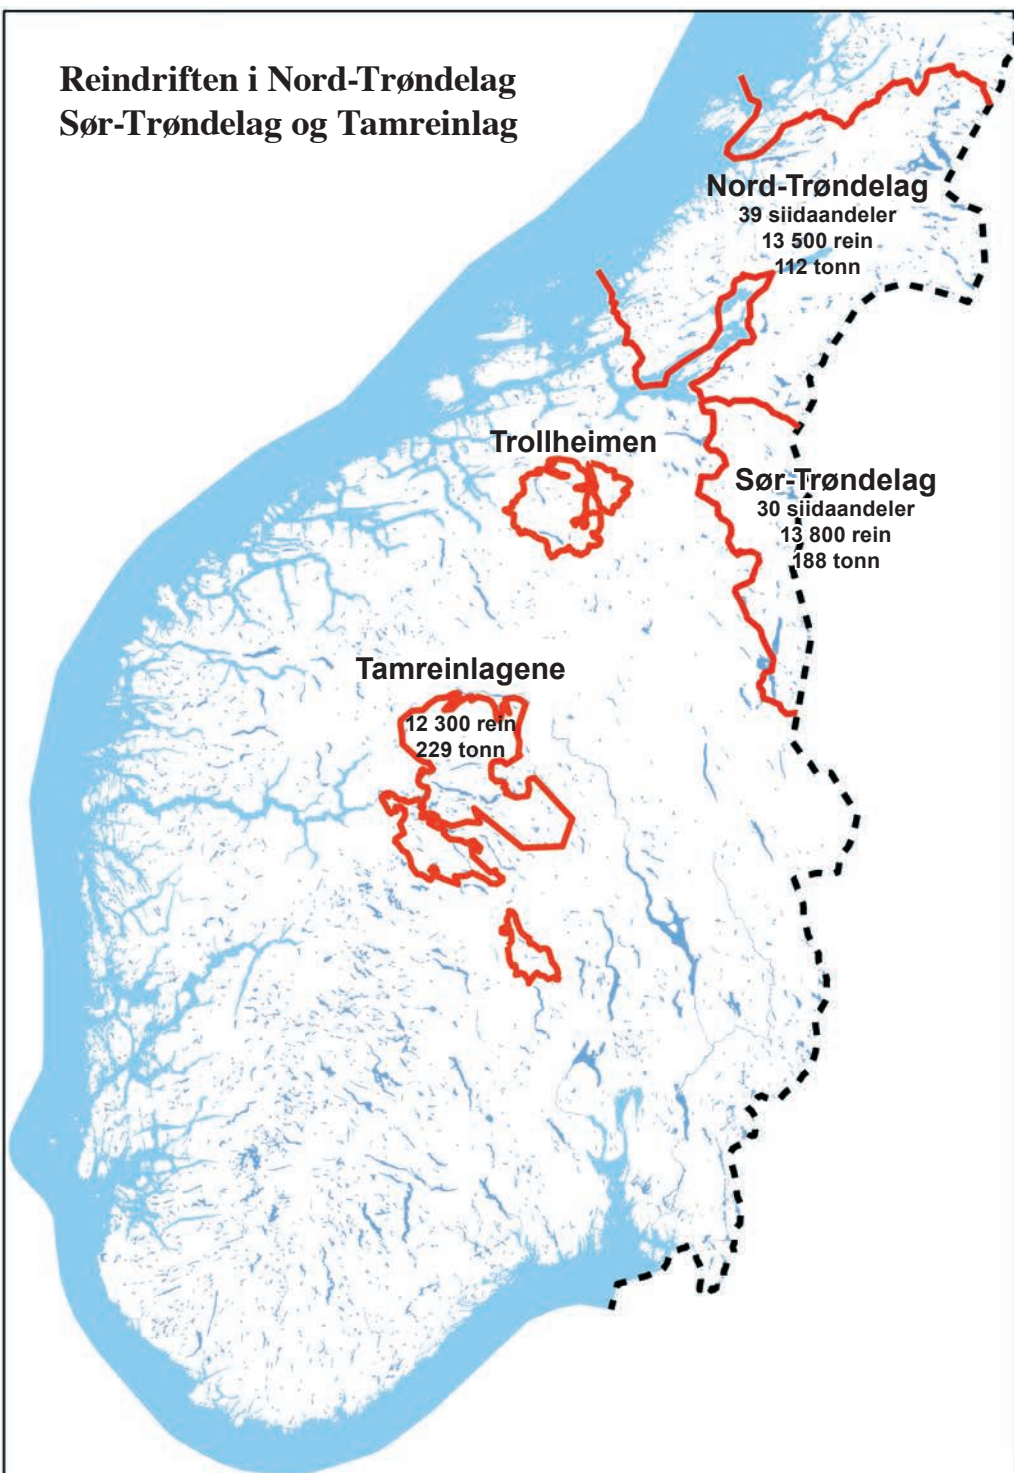 Reindriften i Nord-Trøndelag
Sør-Trøndelag og Tamreinlag
Nord-Trøndelag
39 siidaandeler
13 500 rein
112 tonn
Trollheimen
Sør-Trøndelag
30 siidaandeler
13 800 rein
188 tonn
Tamreinlagene
12 300 rein
229 tonn